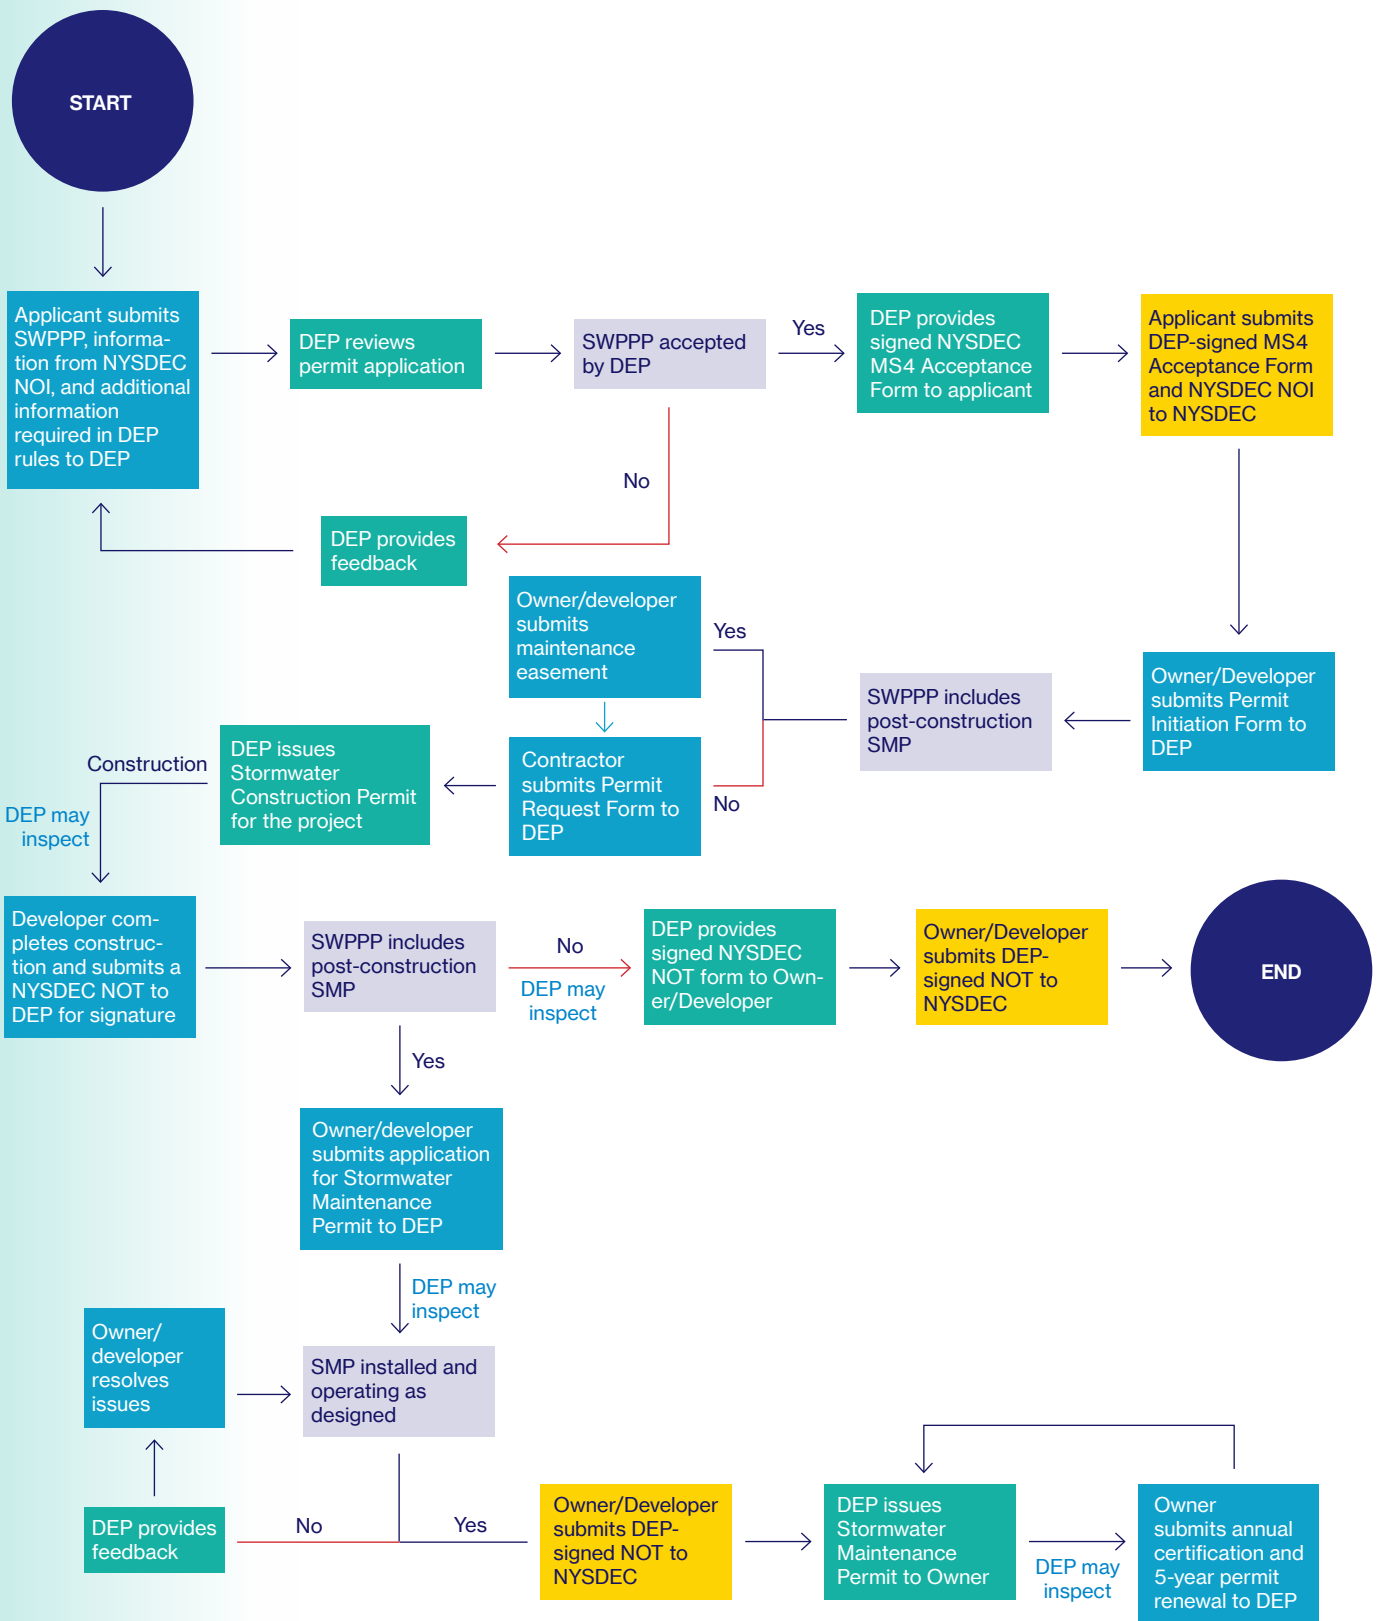 START
Applicant submits
SWPPP, informa-
tion from NYSDEC
NOI, and additional
information
required in DEP
rules to DEP
DEP reviews
permit application
SWPPP accepted
by DEP
Yes
DEP provides
signed NYSDEC
MS4 Acceptance
Form to applicant
Applicant submits
DEP-signed MS4
Acceptance Form
and NYSDEC NOI
to NYSDEC
No
DEP provides
feedback
Owner/developer
submits
maintenance
easement
Yes
SWPPP includes
post-construction
SMP
Owner/Developer
submits Permit
Initiation Form to
DEP
Construction
DEP may
inspect
DEP issues
Stormwater
Construction Permit
for the project
Contractor
submits Permit
Request Form to
DEP
No
Developer com-
pletes construc-
tion and submits a
NYSDEC NOT to
DEP for signature
SWPPP includes
post-construction
SMP
No
DEP may
inspect
DEP provides
signed NYSDEC
NOT form to Own-
er/Developer
Owner/Developer
submits DEP-
signed NOT to
NYSDEC
END
Yes
Owner/developer
submits application
for Stormwater
Maintenance
Permit to DEP
DEP may
inspect
Owner/
developer
resolves
issues
SMP installed and
operating as
designed
DEP provides
feedback
No
Yes
Owner/Developer
submits DEP-
signed NOT to
NYSDEC
DEP issues
Stormwater
Maintenance
Permit to Owner
DEP may
inspect
Owner
submits annual
certification and
5-year permit
renewal to DEP